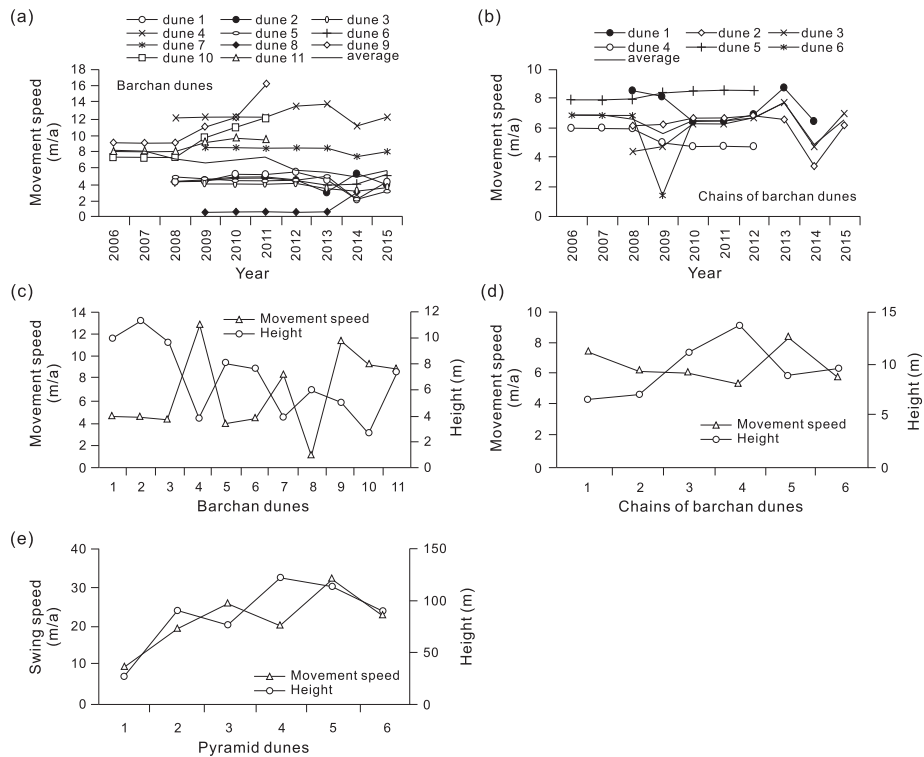 (a)
dune 1 dune 2 dune 3
dune 4 dune 5 dune 6
dune 7 dune 8 dune 9
dune 10 dune 11 average
Barchan dunes
Movement speed
(m/a)
18
16
14
12
10
8
6
4
2
0
2006 2007 2008 2009 2010 2011 2012 2013 2014 2015
Year
(b)
dune 1 dune 2 dune 3
dune 4 dune 5 dune 6
average
Movement speed
(m/a)
10
8
6
4
2
0
Chains of barchan dunes
2006 2007 2008 2009 2010 2011 2012 2013 2014 2015
Year
(c)
Movement speed
Height
Movement speed
(m/a)
14
12
10
8
6
4
2
0
12
10
8
6
4
2
0
Height (m)
1 2 3 4 5 6 7 8 9 10 11
Barchan dunes
(d)
Movement speed
(m/a)
10
8
6
4
2
0
15
10
5
0
Height (m)
Movement speed
Height
1 2 3 4 5 6
Chains of barchan dunes
(e)
Swing speed
(m/a)
40
30
20
10
0
150
100
50
0
Height (m)
Movement speed
Height
1 2 3 4 5 6
Pyramid dunes